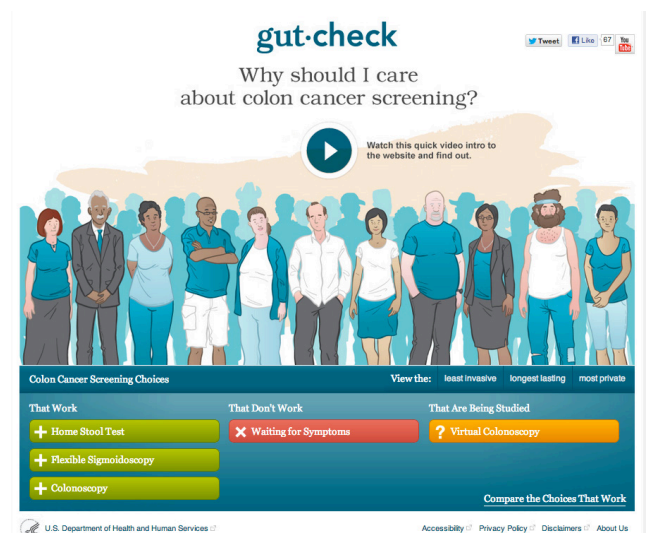 gut·check
Tweet
Like
67
You
Tube
Why should I care
about colon cancer screening?
Watch this quick video intro to
the website and find out.
Colon Cancer Screening Choices
View the: least invasive longest lasting most private
That Work
Home Stool Test
Flexible Sigmoidoscopy
Colonoscopy
That Don't Work
Waiting for Symptoms
That Are Being Studied
Virtual Colonoscopy
Compare the Choices That Work
U.S. Department of Health and Human Services
Accessibility Privacy Policy Disclaimers About Us